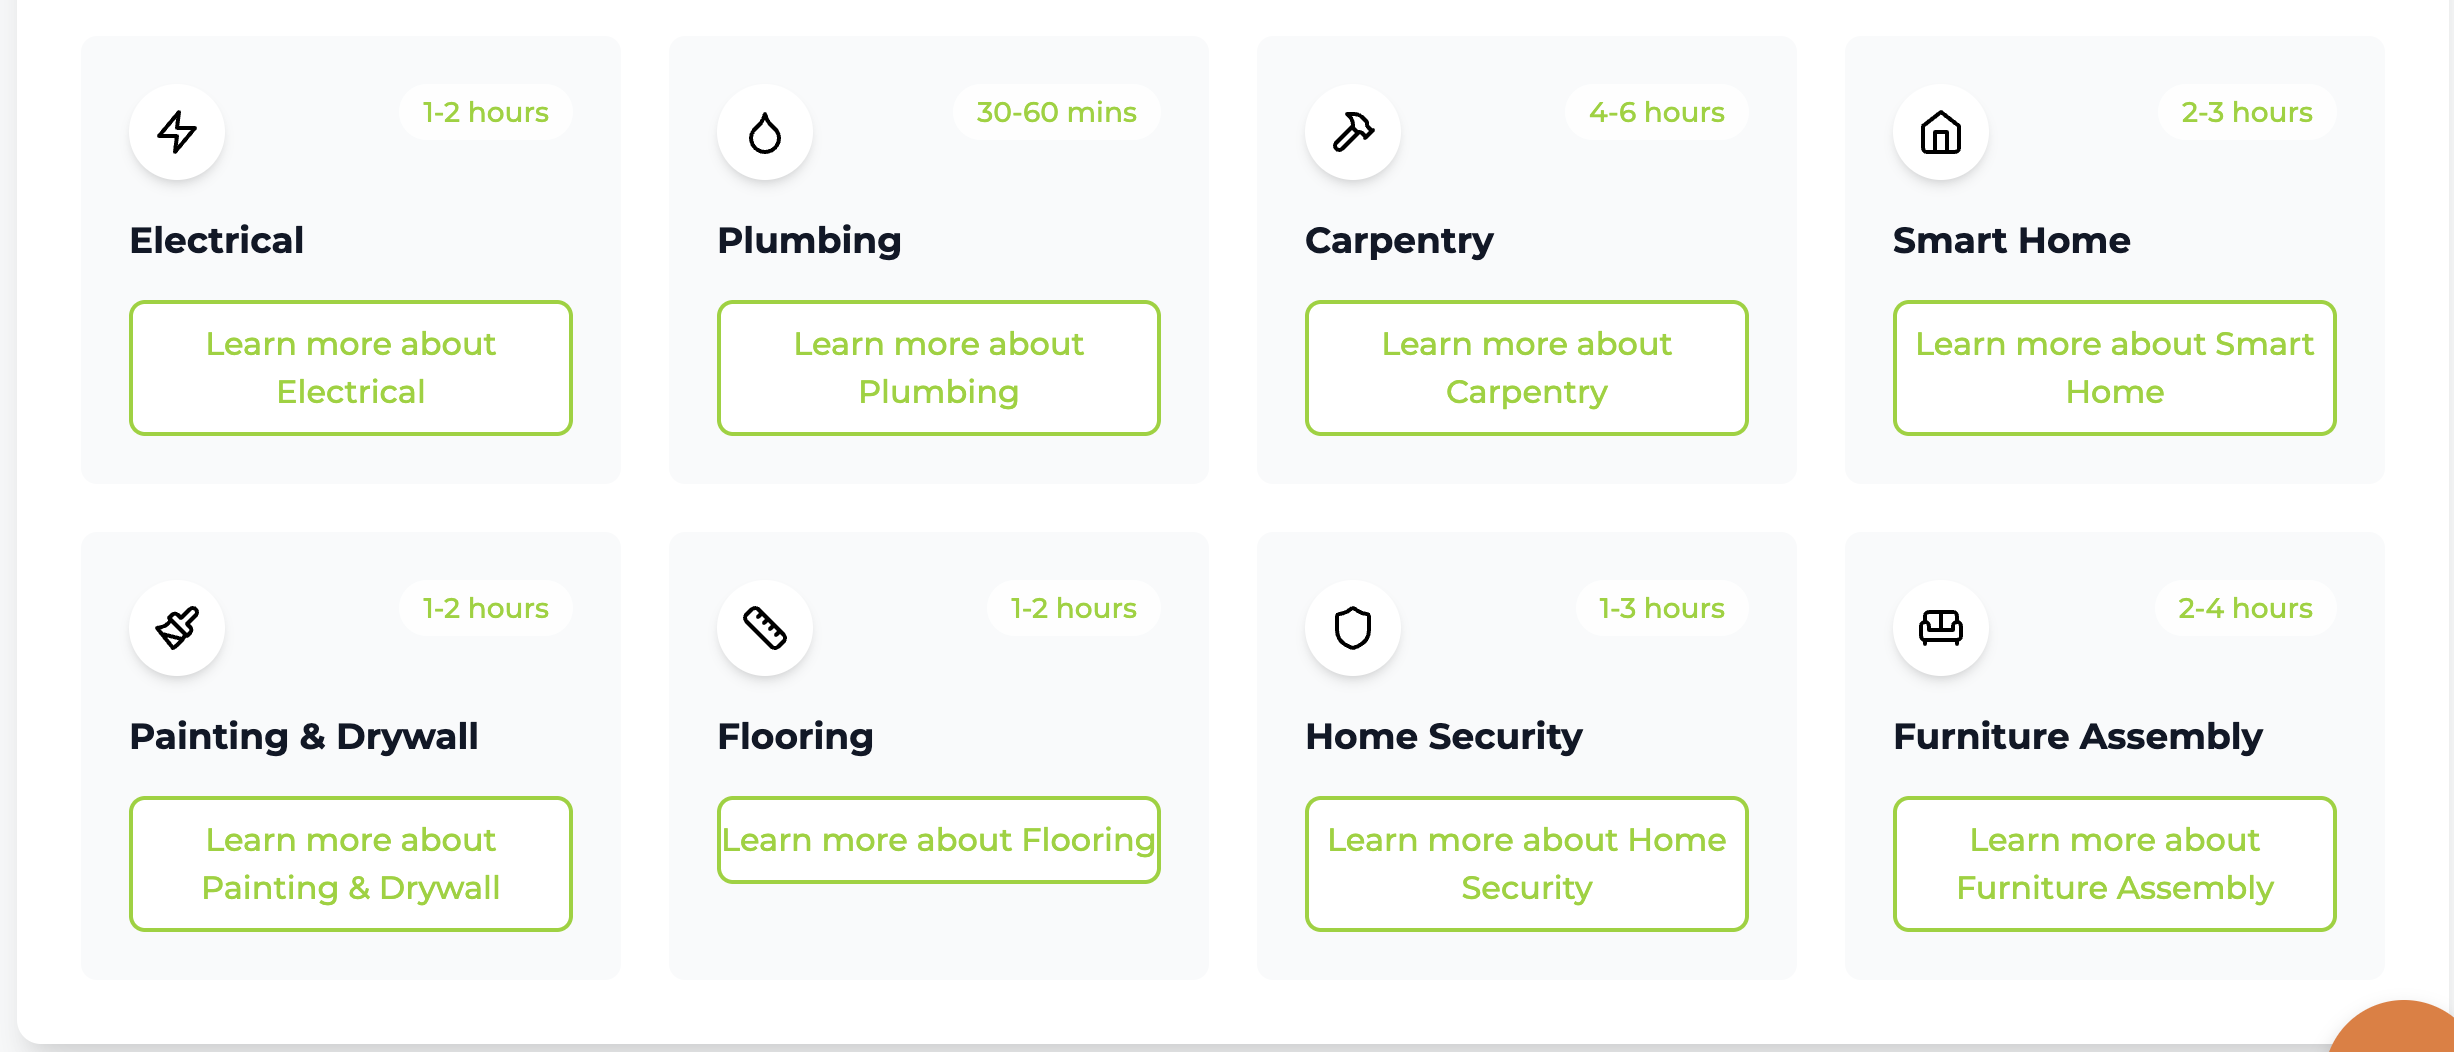 1-2 hours
Electrical
Learn more about
Electrical
30-60 mins
Plumbing
Learn more about
Plumbing
4-6 hours
Carpentry
Learn more about
Carpentry
2-3 hours
Smart Home
Learn more about Smart
Home
1-2 hours
Painting & Drywall
Learn more about
Painting & Drywall
1-2 hours
Flooring
Learn more about Flooring
1-3 hours
Home Security
Learn more about Home
Security
2-4 hours
Furniture Assembly
Learn more about
Furniture Assembly